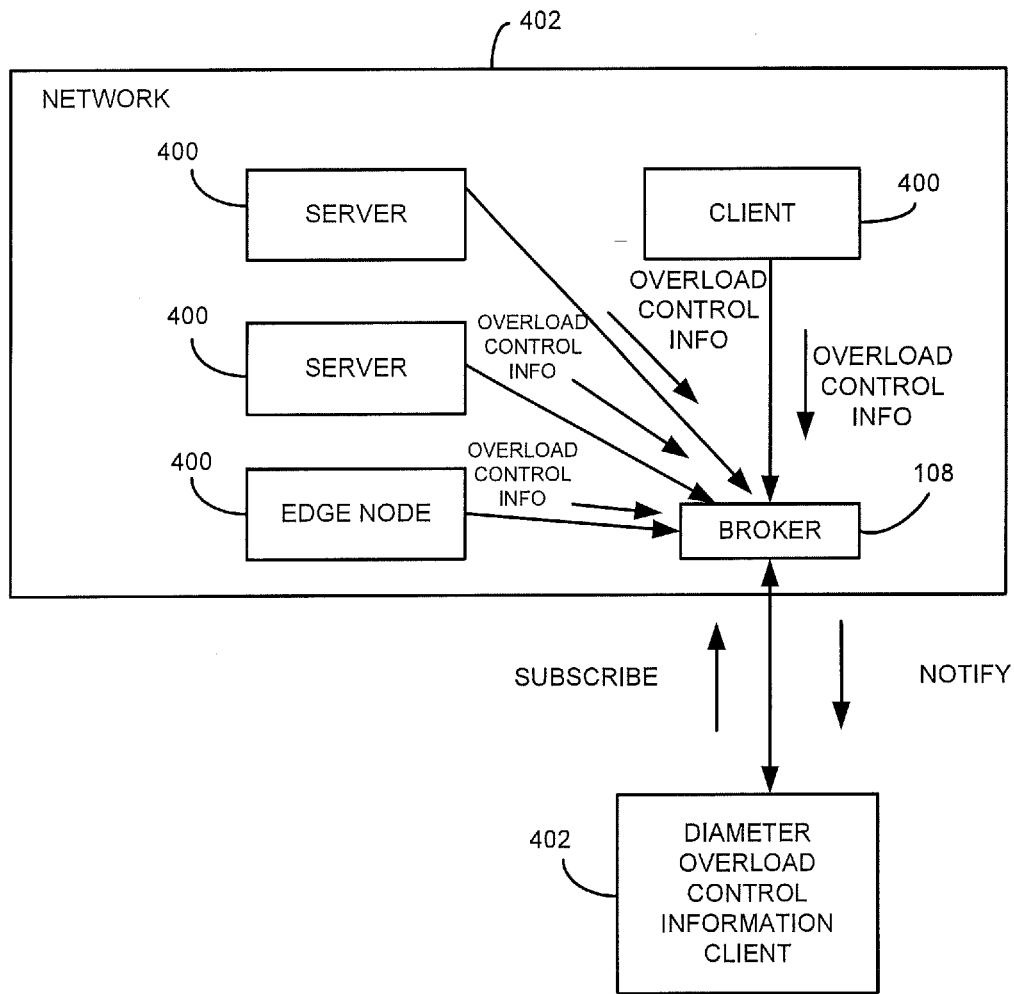 402
NETWORK
400
SERVER
CLIENT
400
OVERLOAD
CONTROL
INFO
400
SERVER
OVERLOAD
CONTROL
INFO
OVERLOAD
CONTROL
INFO
400
EDGE NODE
OVERLOAD
CONTROL
INFO
BROKER
108
SUBSCRIBE
NOTIFY
402
DIAMETER
OVERLOAD
CONTROL
INFORMATION
CLIENT